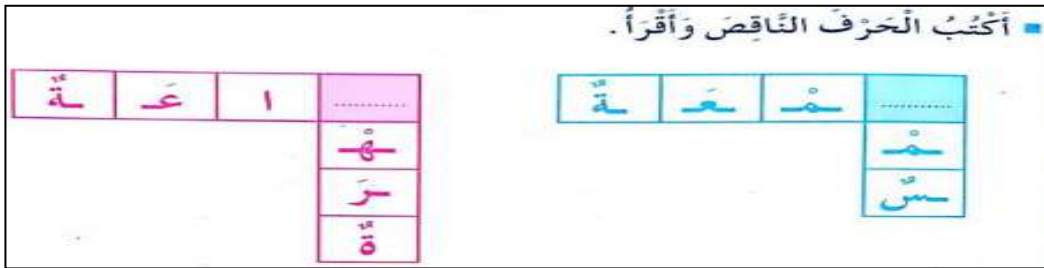 ▪ أَكْتُبُ الْحَرْفَ النَّاقِصَ وَأَقْرَأُ.
.......... ـمْـ ـعَـ ـةٌ
ـمْـ
ـسٌ
.......... ا عَـ ـةٌ
ـهْـ
ـرَ
ةٌ